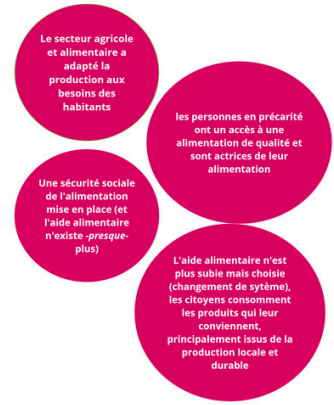 Le secteur agricole
et alimentaire a
adapté la
production aux
besoins des
habitants
les personnes en précarité
ont un accès à une
alimentation de qualité et
sont actrices de leur
alimentation
Une sécurité sociale
de l'alimentation
mise en place (et
l'aide alimentaire
n'existe -presque-
plus)
L'aide alimentaire n'est
plus subie mais choisie
(changement de sytème),
les citoyens consomment
les produits qui leur
conviennent,
principalement issus de la
production locale et
durable